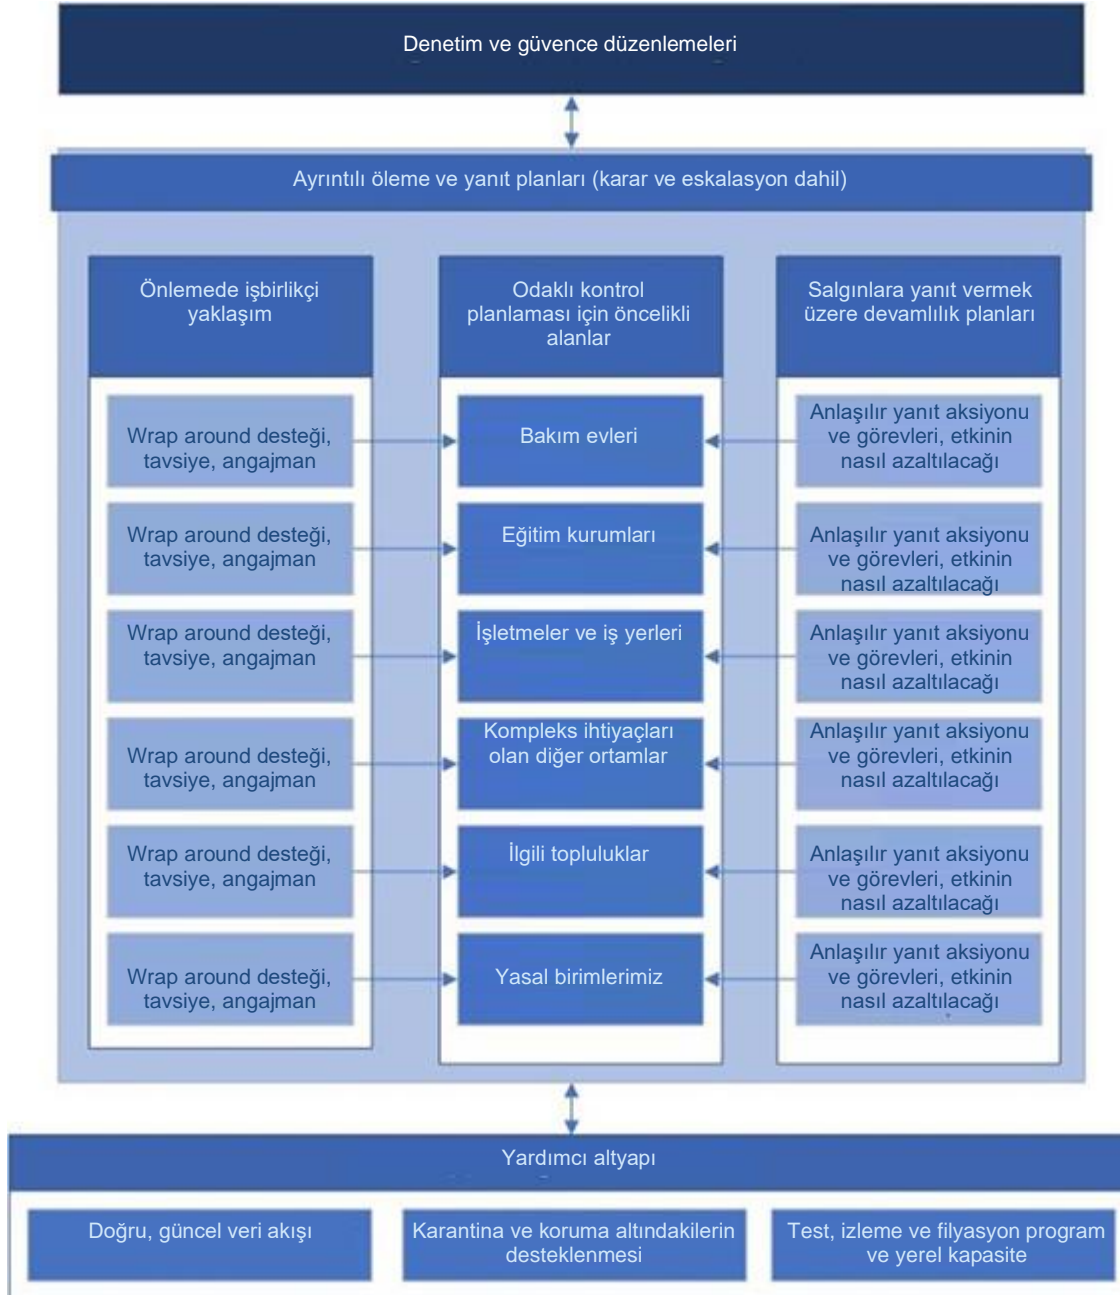 Denetim ve güvence düzenlemeleri
Ayrıntılı öleme ve yanıt planları (karar ve eskalasyon dahil)
Önlemede işbirlikçi
yaklaşım
Odaklı kontrol
planlaması için öncelikli
alanlar
Salgınlara yanıt vermek
üzere devamlılık planları
Wrap around desteği,
tavsiye, angajman
Bakım evleri
Anlaşılır yanıt aksiyonu
ve görevleri, etkinin
nasıl azaltılacağı
Wrap around desteği,
tavsiye, angajman
Eğitim kurumları
Anlaşılır yanıt aksiyonu
ve görevleri, etkinin
nasıl azaltılacağı
Wrap around desteği,
tavsiye, angajman
İşletmeler ve iş yerleri
Anlaşılır yanıt aksiyonu
ve görevleri, etkinin
nasıl azaltılacağı
Wrap around desteği,
tavsiye, angajman
Kompleks ihtiyaçları
olan diğer ortamlar
Anlaşılır yanıt aksiyonu
ve görevleri, etkinin
nasıl azaltılacağı
Wrap around desteği,
tavsiye, angajman
İlgili topluluklar
Anlaşılır yanıt aksiyonu
ve görevleri, etkinin
nasıl azaltılacağı
Wrap around desteği,
tavsiye, angajman
Yasal birimlerimiz
Anlaşılır yanıt aksiyonu
ve görevleri, etkinin
nasıl azaltılacağı
Yardımcı altyapı
Doğru, güncel veri akışı
Karantina ve koruma altındakilerin
desteklenmesi
Test, izleme ve filyasyon program
ve yerel kapasite